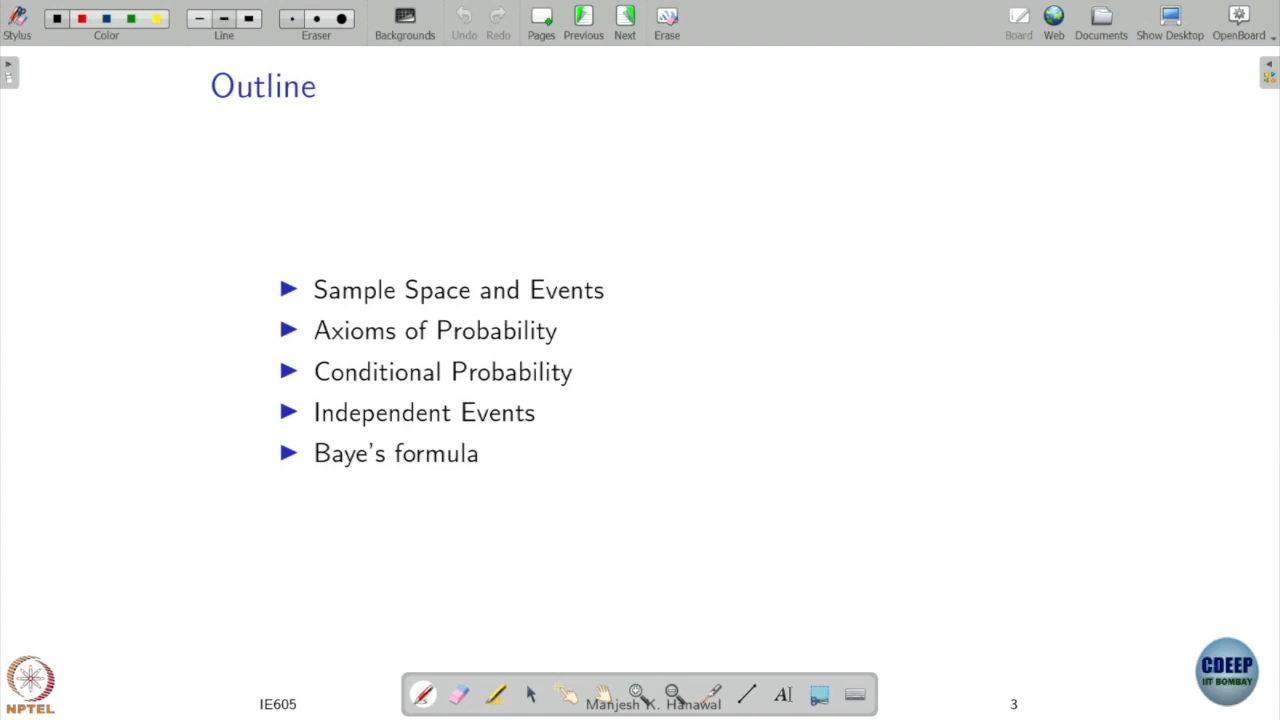 Stylus
Color
Line
Eraser
Backgrounds
Undo
Redo
Pages
Previous
Next
Erase
Board
Web
Documents
Show Desktop
OpenBoard
Outline
Sample Space and Events
Axioms of Probability
Conditional Probability
Independent Events
Baye's formula
NPTEL
IE605
Manjesh K. Hanawal
3
CDEEP
IIT BOMBAY